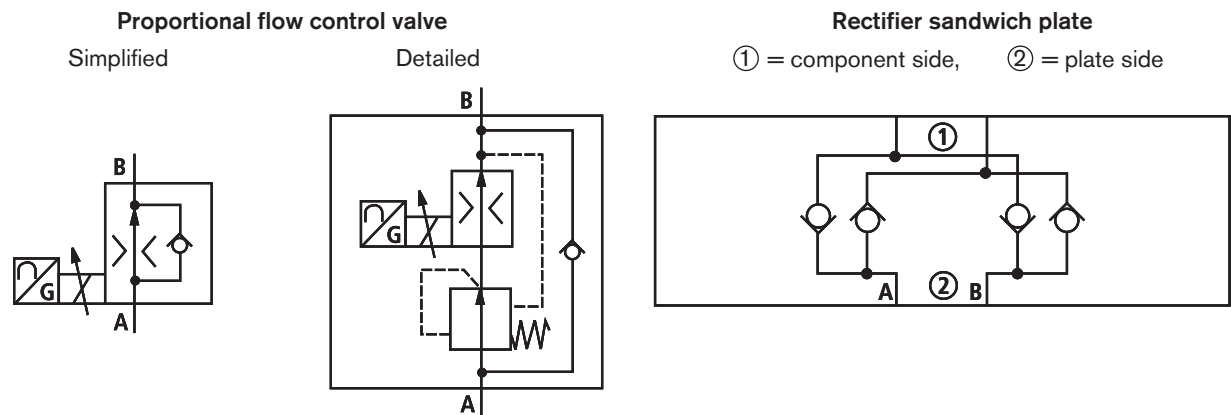 Proportional flow control valve
Simplified
Detailed
B
G
A
B
G
A
Rectifier sandwich plate
① = component side, ② = plate side
①
A ② B